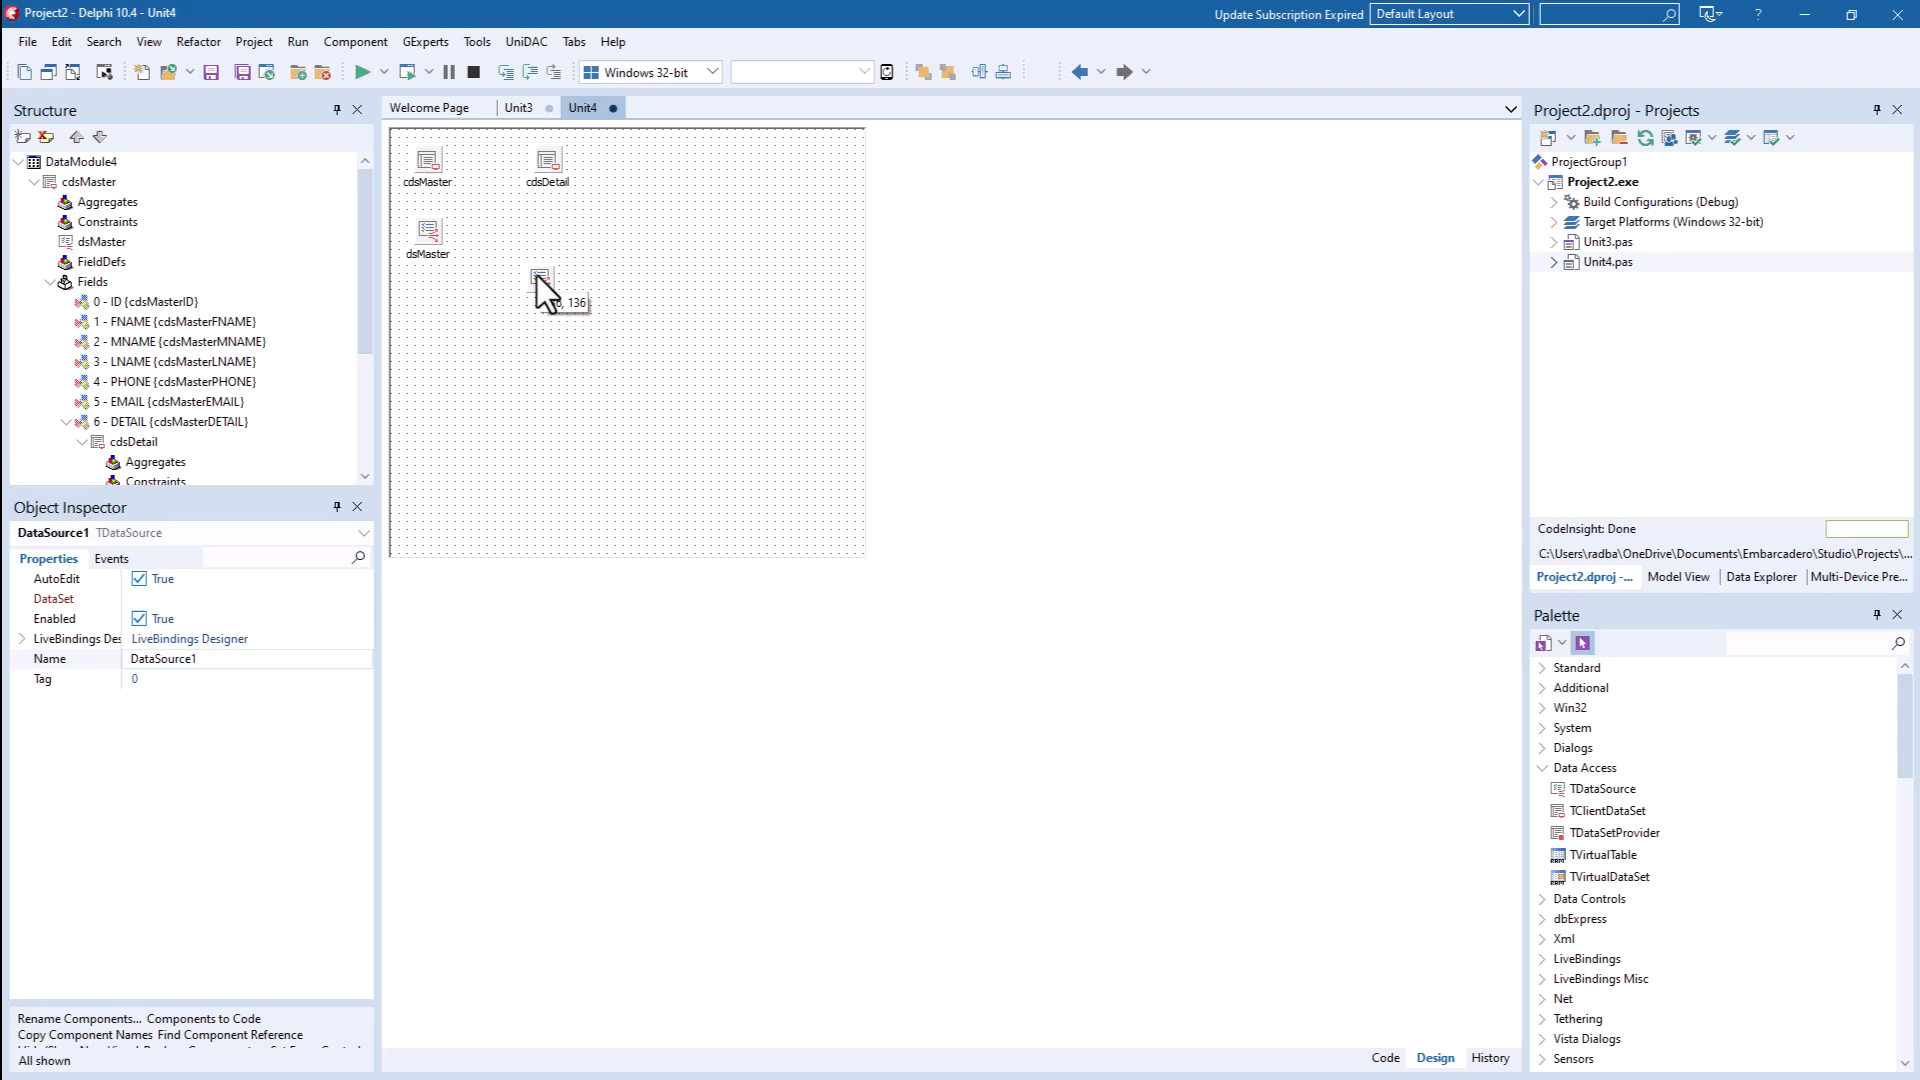 Project2 - Delphi 10.4 - Unit4
Update Subscription Expired
Default Layout
File Edit Search View Refactor Project Run Component GExperts Tools UniDAC Tabs Help
Windows 32-bit
Structure
DataModule4
cdsMaster
Aggregates
Constraints
dsMaster
FieldDefs
Fields
0 - ID {cdsMasterID}
1 - FNAME {cdsMasterFNAME}
2 - MNAME {cdsMasterMNAME}
3 - LNAME {cdsMasterLNAME}
4 - PHONE {cdsMasterPHONE}
5 - EMAIL {cdsMasterEMAIL}
6 - DETAIL {cdsMasterDETAIL}
cdsDetail
Aggregates
Constraints
Object Inspector
DataSource1 TDataSource
Properties Events
AutoEdit True
DataSet
Enabled True
LiveBindings Des LiveBindings Designer
Name DataSource1
Tag 0
Rename Components... Components to Code
Copy Component Names Find Component Reference
All shown
Welcome Page Unit3 Unit4
cdsMaster cdsDetail
dsMaster
136
Code Design History
Project2.dproj - Projects
ProjectGroup1
Project2.exe
Build Configurations (Debug)
Target Platforms (Windows 32-bit)
Unit3.pas
Unit4.pas
CodeInsight: Done
C:\Users\radba\OneDrive\Documents\Embarcadero\Studio\Projects\...
Project2.dproj -... Model View Data Explorer Multi-Device Pre...
Palette
Standard
Additional
Win32
System
Dialogs
Data Access
TDataSource
TClientDataSet
TDataSetProvider
TVirtualTable
TVirtualDataSet
Data Controls
dbExpress
Xml
LiveBindings
LiveBindings Misc
Net
Tethering
Vista Dialogs
Sensors